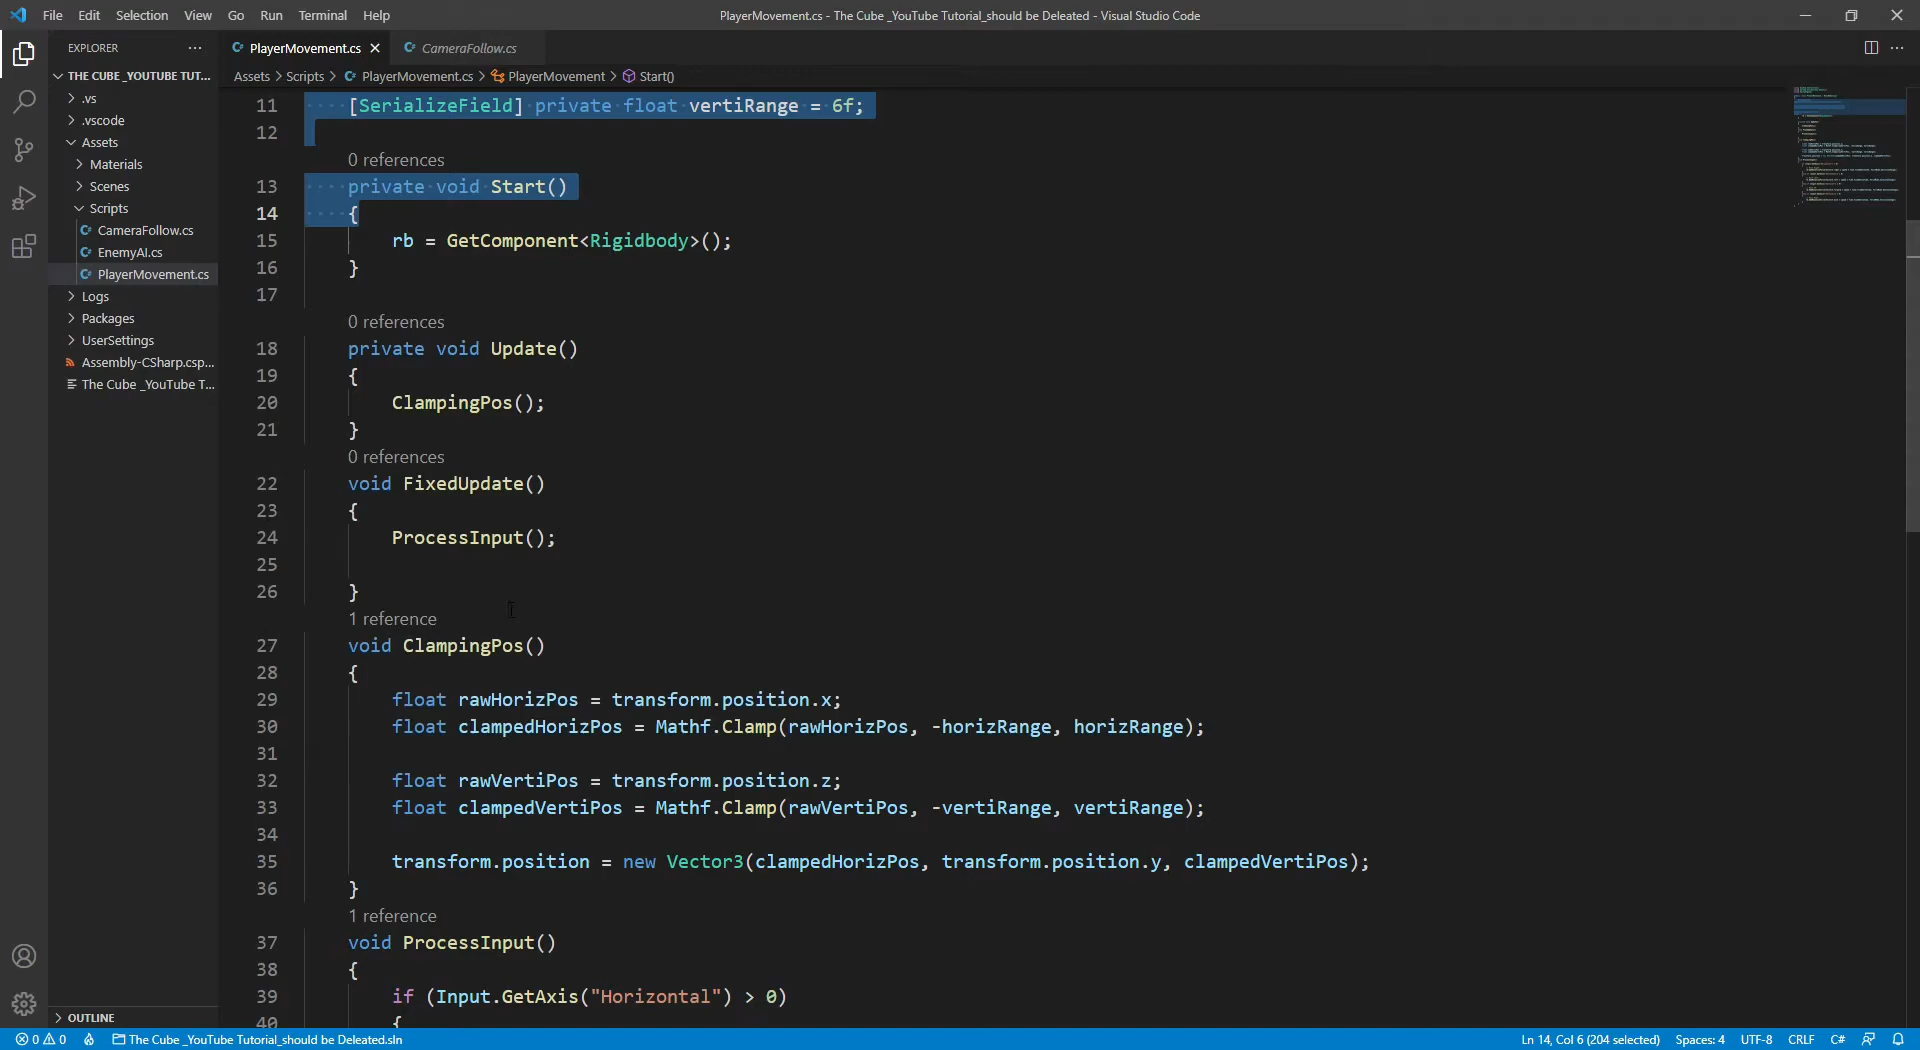 File Edit Selection View Go Run Terminal Help
PlayerMovement.cs - The Cube _YouTube Tutorial_should be Deleated - Visual Studio Code
EXPLORER
PlayerMovement.cs
CameraFollow.cs
THE CUBE _YOUTUBE TUT...
.vs
.vscode
Assets
Materials
Scenes
Scripts
CameraFollow.cs
EnemyAI.cs
PlayerMovement.cs
Logs
Packages
UserSettings
Assembly-CSharp.csp...
The Cube _YouTube T...
OUTLINE
Assets > Scripts > PlayerMovement.cs > PlayerMovement > Start()
11 [SerializeField] private float vertiRange = 6f;
12
0 references
13 private void Start()
14 {
15 rb = GetComponent<Rigidbody>();
16 }
17
0 references
18 private void Update()
19 {
20 ClampingPos();
21 }
0 references
22 void FixedUpdate()
23 {
24 ProcessInput();
25
26 }
1 reference
27 void ClampingPos()
28 {
29 float rawHorizPos = transform.position.x;
30 float clampedHorizPos = Mathf.Clamp(rawHorizPos, -horizRange, horizRange);
31
32 float rawVertiPos = transform.position.z;
33 float clampedVertiPos = Mathf.Clamp(rawVertiPos, -vertiRange, vertiRange);
34
35 transform.position = new Vector3(clampedHorizPos, transform.position.y, clampedVertiPos);
36 }
1 reference
37 void ProcessInput()
38 {
39 if (Input.GetAxis("Horizontal") > 0)
40 {
0 0 The Cube _YouTube Tutorial_should be Deleated.sln
Ln 14, Col 6 (204 selected) Spaces: 4 UTF-8 CRLF C#